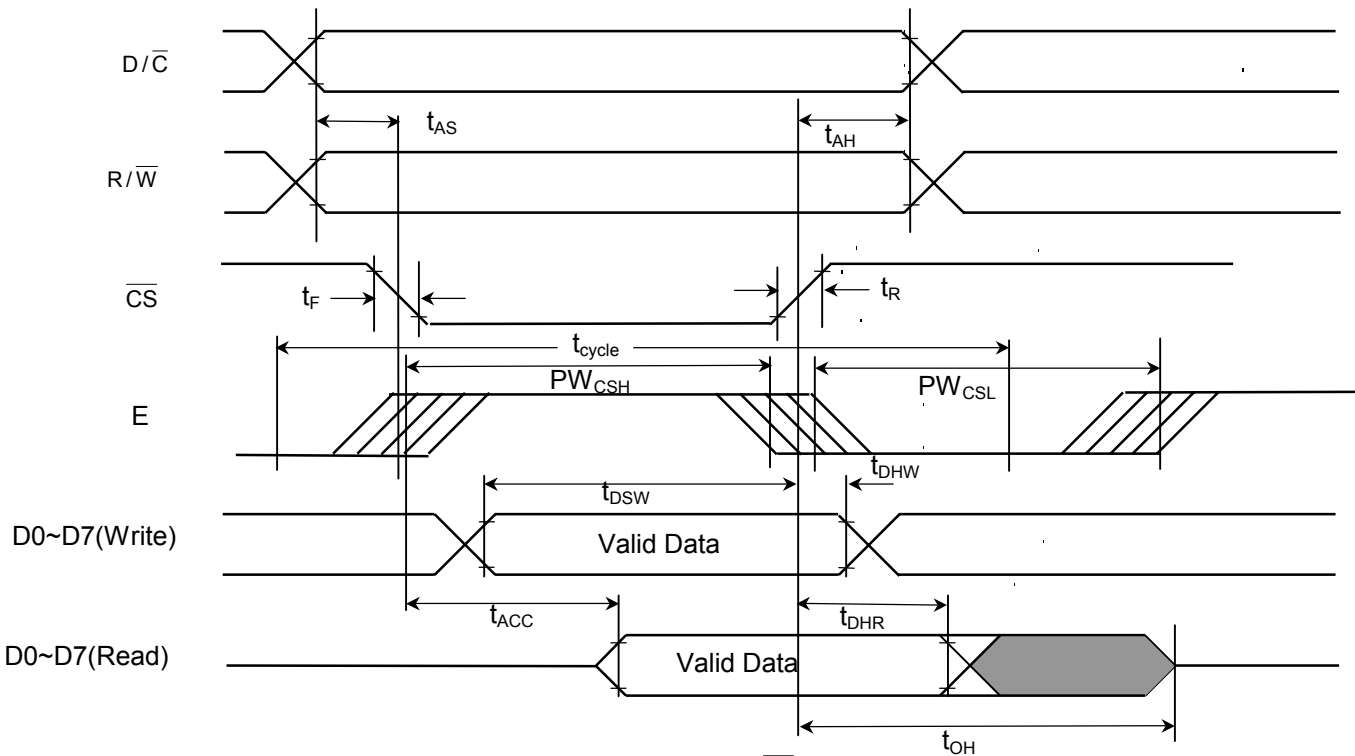 D/C̅
t_AS
t_AH
R/W̅
C̅S̅
t_F
t_R
t_cycle
PW_CSH
PW_CSL
E
t_DHW
t_DSW
D0~D7(Write)
Valid Data
t_ACC
t_DHR
D0~D7(Read)
Valid Data
t_OH